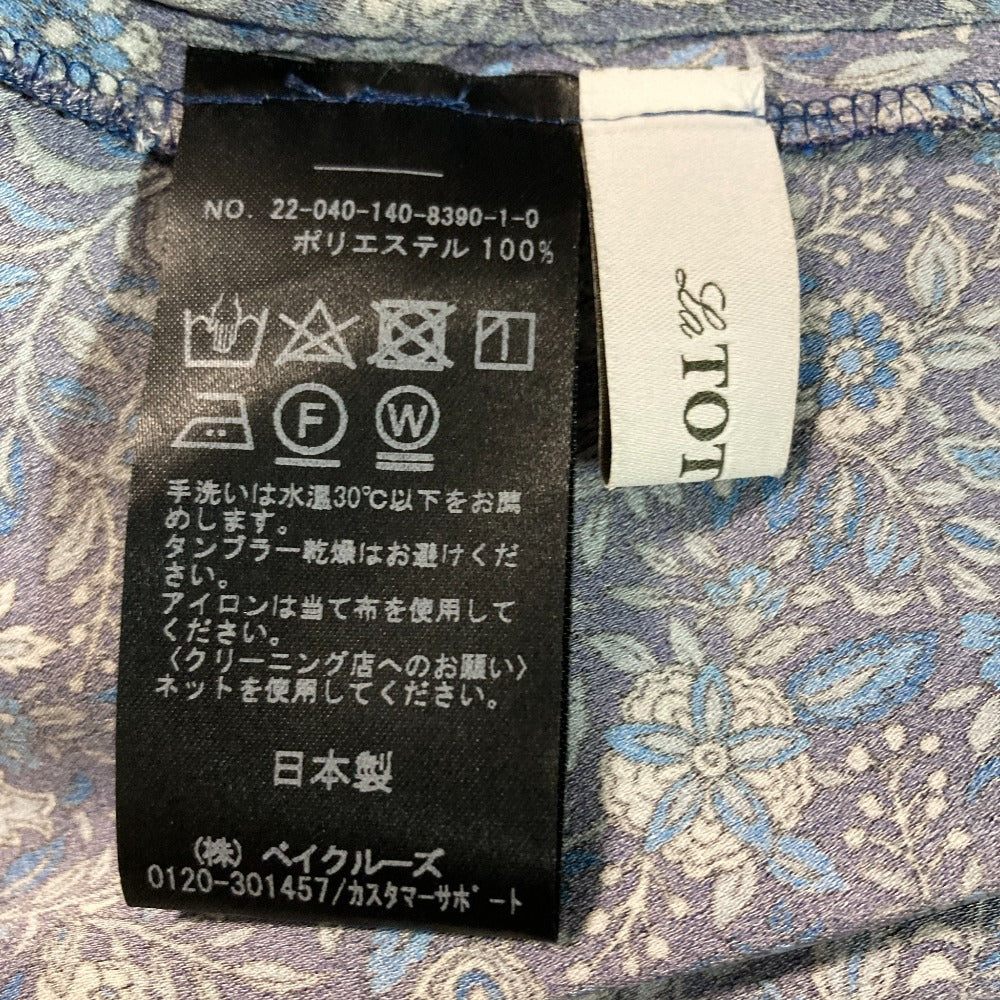 NO. 22-040-140-8390-1-0
ポリエステル 100%
F W
手洗いは水温30℃以下をお薦
めします。
タンブラー乾燥はお避けくだ
さい。
アイロンは当て布を使用して
ください。
〈クリーニング店へのお願い〉
ネットを使用してください。
日本製
(株) ベイクルーズ
0120-301457/カスタマーサポート
La TOT